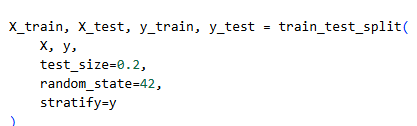 X_train, X_test, y_train, y_test = train_test_split(
    X, y,
    test_size=0.2,
    random_state=42,
    stratify=y
)